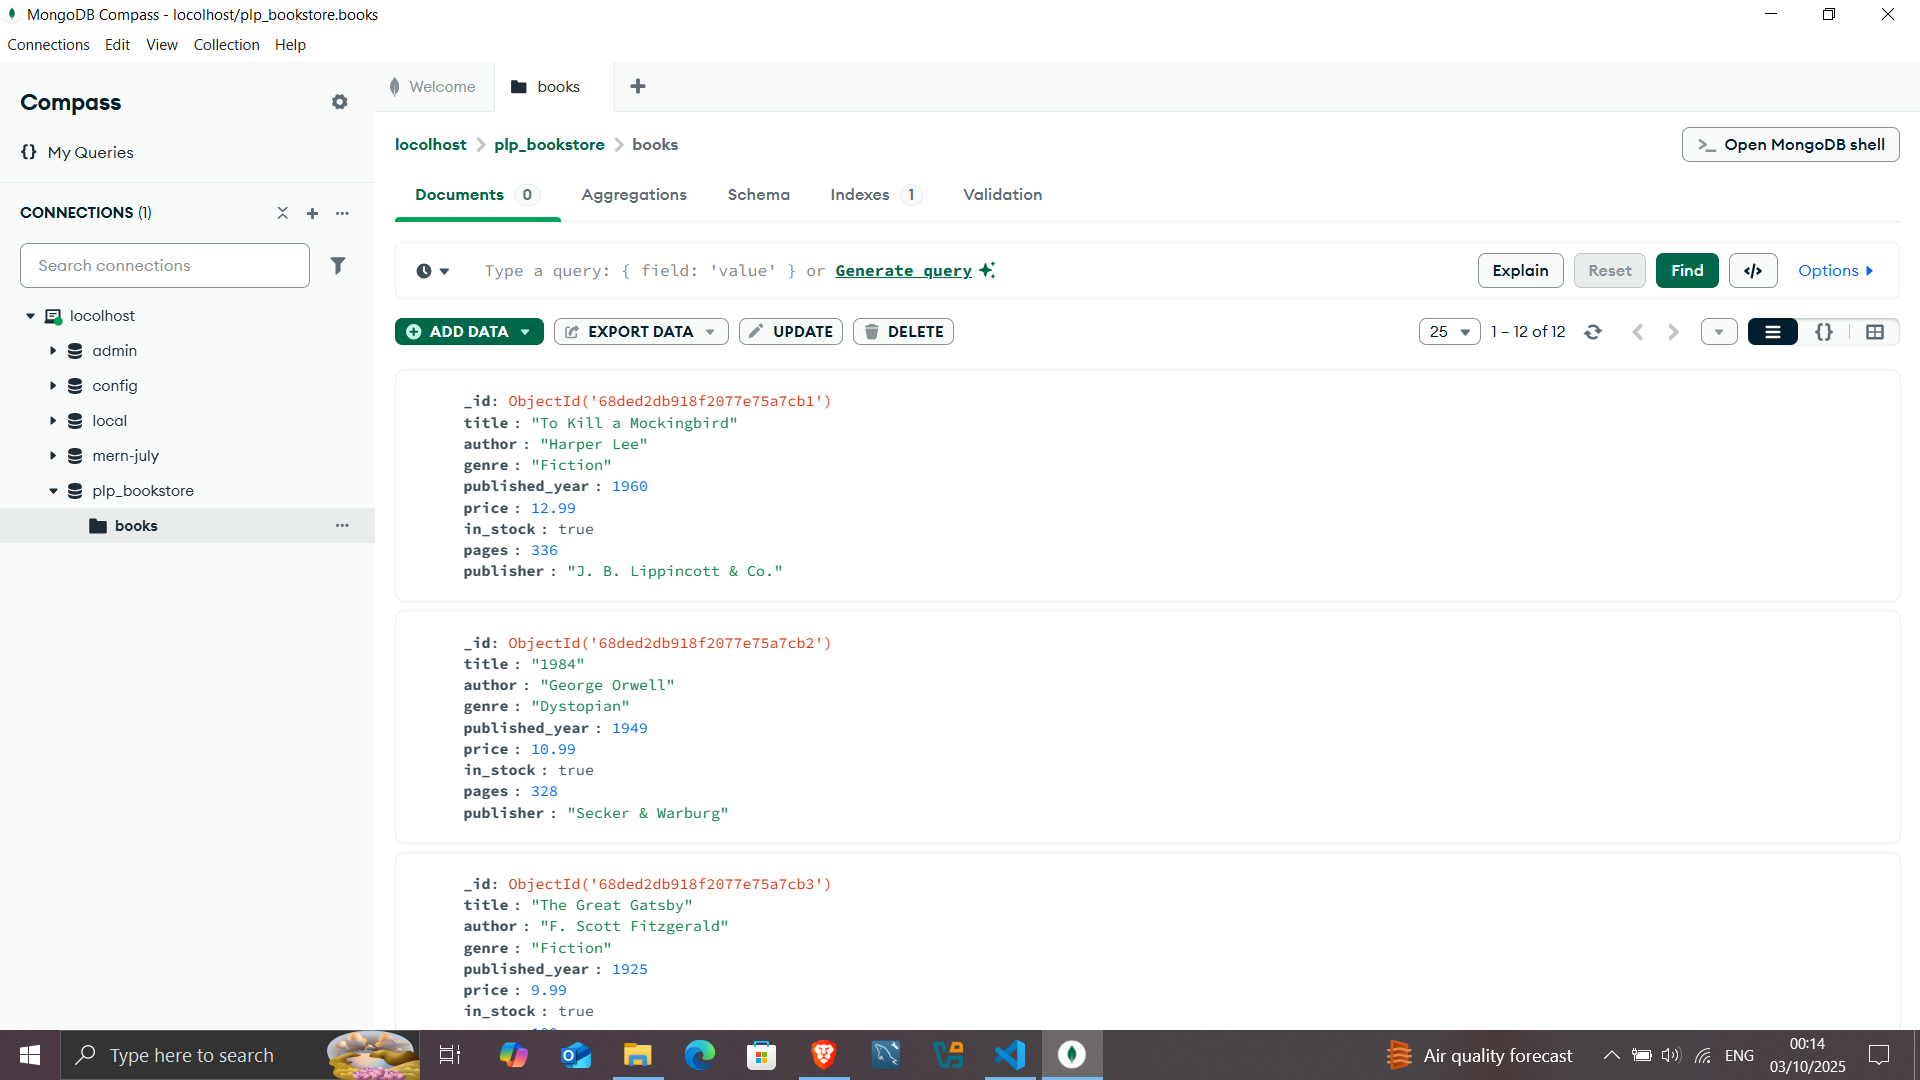 MongoDB Compass - locolhost/plp_bookstore.books
Connections Edit View Collection Help
Compass
My Queries
CONNECTIONS (1)
Search connections
locolhost
admin
config
local
mern-july
plp_bookstore
books
Welcome
books
locolhost > plp_bookstore > books
Open MongoDB shell
Documents 0 Aggregations Schema Indexes 1 Validation
Type a query: { field: 'value' } or Generate query
Explain Reset Find </> Options
ADD DATA EXPORT DATA UPDATE DELETE
25 1 – 12 of 12
_id: ObjectId('68ded2db918f2077e75a7cb1')
title : "To Kill a Mockingbird"
author : "Harper Lee"
genre : "Fiction"
published_year : 1960
price : 12.99
in_stock : true
pages : 336
publisher : "J. B. Lippincott & Co."
_id: ObjectId('68ded2db918f2077e75a7cb2')
title : "1984"
author : "George Orwell"
genre : "Dystopian"
published_year : 1949
price : 10.99
in_stock : true
pages : 328
publisher : "Secker & Warburg"
_id: ObjectId('68ded2db918f2077e75a7cb3')
title : "The Great Gatsby"
author : "F. Scott Fitzgerald"
genre : "Fiction"
published_year : 1925
price : 9.99
in_stock : true
Type here to search
Air quality forecast
ENG
00:14
03/10/2025